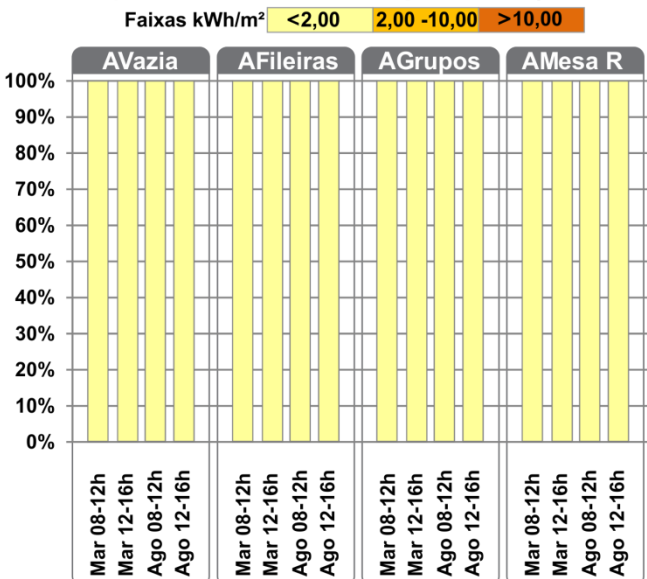 Faixas kWh/m² <2,00 2,00 -10,00 >10,00
AVazia AFileiras AGrupos AMesa R
100%
90%
80%
70%
60%
50%
40%
30%
20%
10%
0%
Mar 08-12h
Mar 12-16h
Ago 08-12h
Ago 12-16h
Mar 08-12h
Mar 12-16h
Ago 08-12h
Ago 12-16h
Mar 08-12h
Mar 12-16h
Ago 08-12h
Ago 12-16h
Mar 08-12h
Mar 12-16h
Ago 08-12h
Ago 12-16h